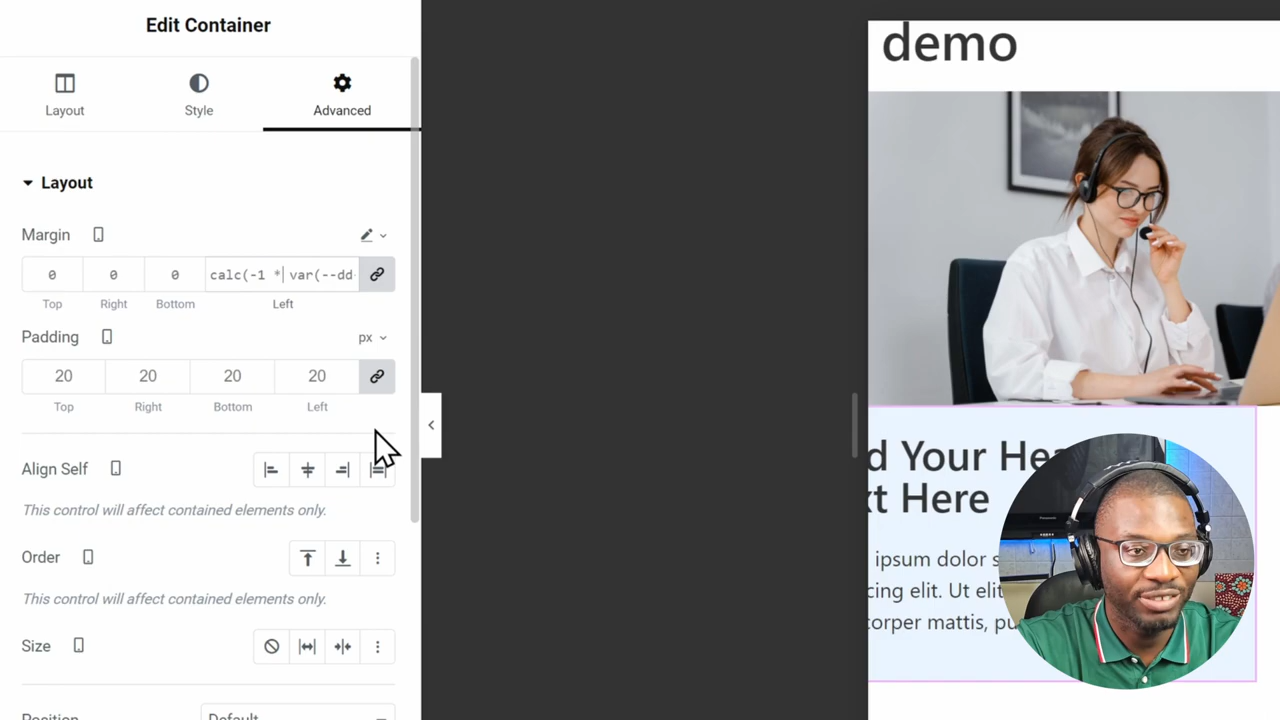 Edit Container
Layout
Style
Advanced
Layout
Margin
0
0
0
calc(-1 * var(--dd
Top
Right
Bottom
Left
Padding
px
20
20
20
20
Top
Right
Bottom
Left
Align Self
This control will affect contained elements only.
Order
This control will affect contained elements only.
Size
Position
Default
demo
d Your Hea
xt Here
ipsum dolor s
cing elit. Ut elit
corper mattis, pu